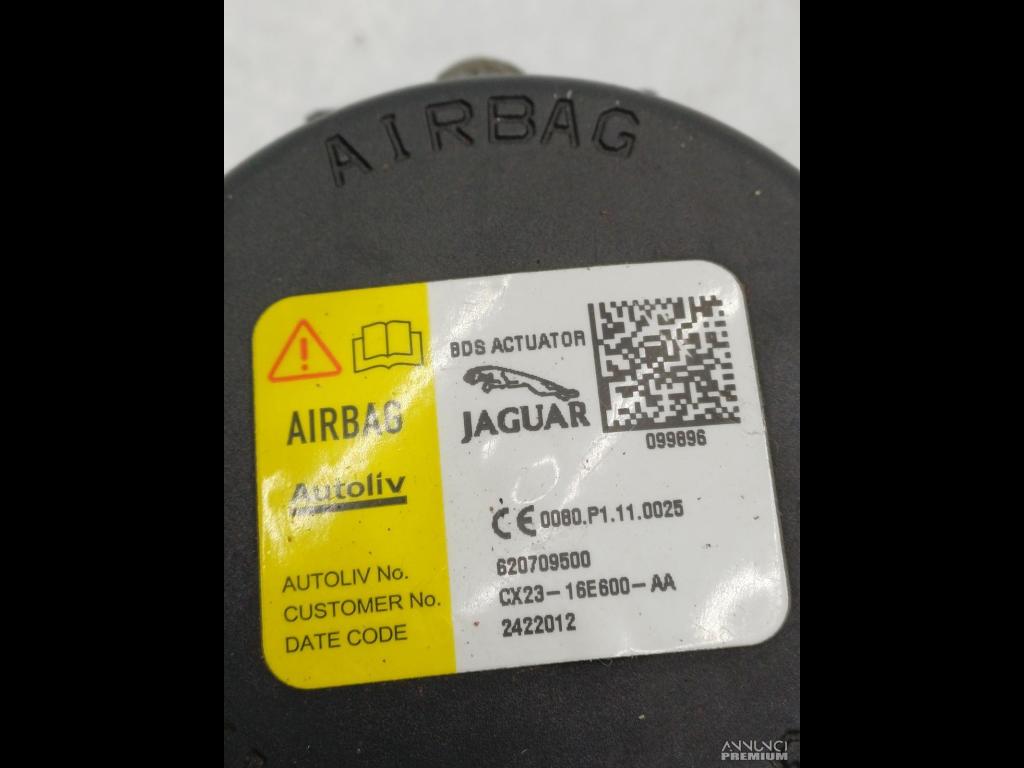 AIRBAG
BDS ACTUATOR
JAGUAR
099896
AIRBAG
Autoliv
CE 0080.P1.11.0025
AUTOLIV No. 620709500
CUSTOMER No. CX23-16E600-AA
DATE CODE 2422012
ANNUNCI
PREMIUM